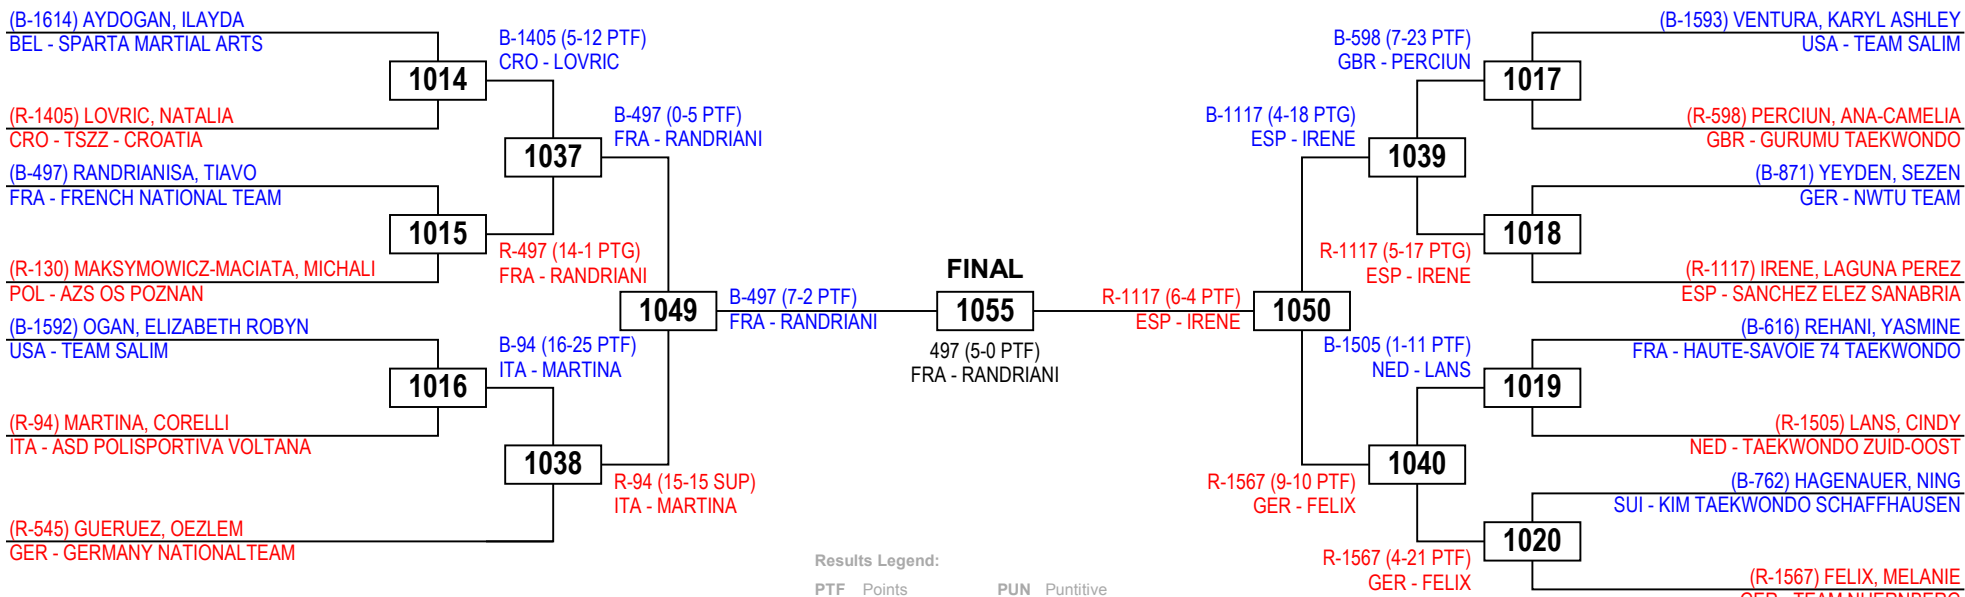 (B-1614) AYDOGAN, ILAYDA
BEL - SPARTA MARTIAL ARTS
1014
(R-1405) LOVRIC, NATALIA
CRO - TSZZ - CROATIA
(B-497) RANDRIANISA, TIAVO
FRA - FRENCH NATIONAL TEAM
1015
(R-130) MAKSYMOWICZ-MACIATA, MICHALI
POL - AZS OS POZNAN
(B-1592) OGAN, ELIZABETH ROBYN
USA - TEAM SALIM
1016
(R-94) MARTINA, CORELLI
ITA - ASD POLISPORTIVA VOLTANA
(R-545) GUERUEZ, OEZLEM
GER - GERMANY NATIONALTEAM
B-1405 (5-12 PTF)
CRO - LOVRIC
1037
R-497 (14-1 PTG)
FRA - RANDRIANI
B-94 (16-25 PTF)
ITA - MARTINA
1038
B-497 (0-5 PTF)
FRA - RANDRIANI
1049
R-94 (15-15 SUP)
ITA - MARTINA
B-497 (7-2 PTF)
FRA - RANDRIANI
FINAL
1055
497 (5-0 PTF)
FRA - RANDRIANI
R-1117 (6-4 PTF)
ESP - IRENE
B-1117 (4-18 PTG)
ESP - IRENE
1050
R-1567 (9-10 PTF)
GER - FELIX
B-598 (7-23 PTF)
GBR - PERCIUN
1039
R-1117 (5-17 PTG)
ESP - IRENE
B-1505 (1-11 PTF)
NED - LANS
1040
R-1567 (4-21 PTF)
GER - FELIX
(B-1593) VENTURA, KARYL ASHLEY
USA - TEAM SALIM
1017
(R-598) PERCIUN, ANA-CAMELIA
GBR - GURUMU TAEKWONDO
(B-871) YEYDEN, SEZEN
GER - NWTU TEAM
1018
(R-1117) IRENE, LAGUNA PEREZ
ESP - SANCHEZ ELEZ SANABRIA
(B-616) REHANI, YASMINE
FRA - HAUTE-SAVOIE 74 TAEKWONDO
1019
(R-1505) LANS, CINDY
NED - TAEKWONDO ZUID-OOST
(B-762) HAGENAUER, NING
SUI - KIM TAEKWONDO SCHAFFHAUSEN
1020
(R-1567) FELIX, MELANIE
GER - TEAM NUERNBERG
Results Legend:
PTF Points PUN Puntitive